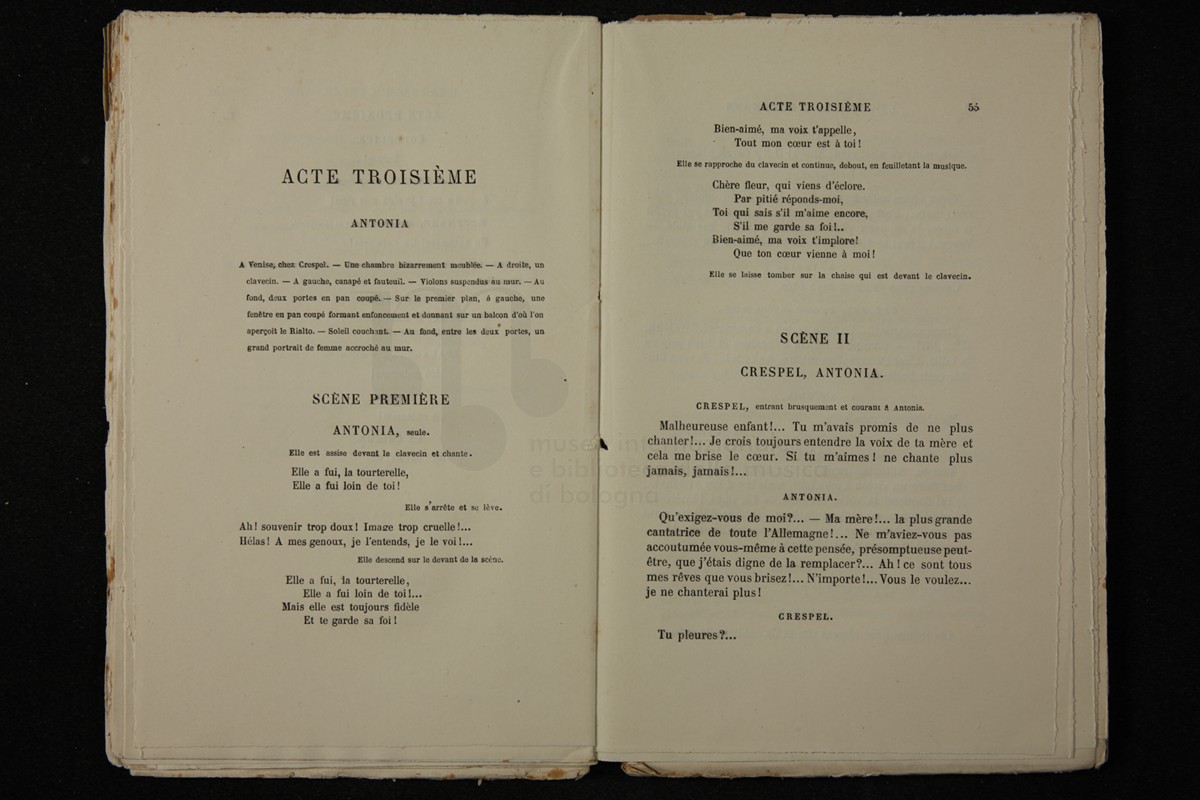 ACTE TROISIÈME
ANTONIA
A Venise, chez Crespel. — Une chambre bizarrement meublée. — A droite, un
clavecin. — A gauche, canapé et fauteuil. — Violons suspendus au mur. — Au
fond, deux portes en pan coupé. — Sur le premier plan, à gauche, une
fenêtre en pan coupé formant enfoncement et donnant sur un balcon d'où l'on
aperçoit le Rialto. — Soleil couchant. — Au fond, entre les deux portes, un
grand portrait de femme accroché au mur.
SCÈNE PREMIÈRE
ANTONIA, seule.
Elle est assise devant le clavecin et chante.
Elle a fui, la tourterelle,
Elle a fui loin de toi !
Elle s'arrête et se lève.
Ah ! souvenir trop doux ! Image trop cruelle !...
Hélas ! A mes genoux, je l'entends, je le voi !...
Elle descend sur le devant de la scène.
Elle a fui, la tourterelle,
Elle a fui loin de toi !...
Mais elle est toujours fidèle
Et te garde sa foi !
ACTE TROISIÈME 55
Bien-aimé, ma voix t'appelle,
Tout mon cœur est à toi !
Elle se rapproche du clavecin et continue, debout, en feuilletant la musique.
Chère fleur, qui viens d'éclore.
Par pitié réponds-moi,
Toi qui sais s'il m'aime encore,
S'il me garde sa foi !..
Bien-aimé, ma voix t'implore!
Que ton cœur vienne à moi !
Elle se laisse tomber sur la chaise qui est devant le clavecin.
SCÈNE II
CRESPEL, ANTONIA.
CRESPEL, entrant brusquement et courant à Antonia.
Malheureuse enfant !... Tu m'avais promis de ne plus
chanter !... Je crois toujours entendre la voix de ta mère et
cela me brise le cœur. Si tu m'aimes ! ne chante plus
jamais, jamais !...
ANTONIA.
Qu'exigez-vous de moi ?... — Ma mère !... la plus grande
cantatrice de toute l'Allemagne !... Ne m'aviez-vous pas
accoutumée vous-même à cette pensée, présomptueuse peut-
être, que j'étais digne de la remplacer ?... Ah ! ce sont tous
mes rêves que vous brisez !... N'importe !... Vous le voulez...
je ne chanterai plus !
CRESPEL.
Tu pleures ?...
museo int
e biblioteca della musica
di bologna